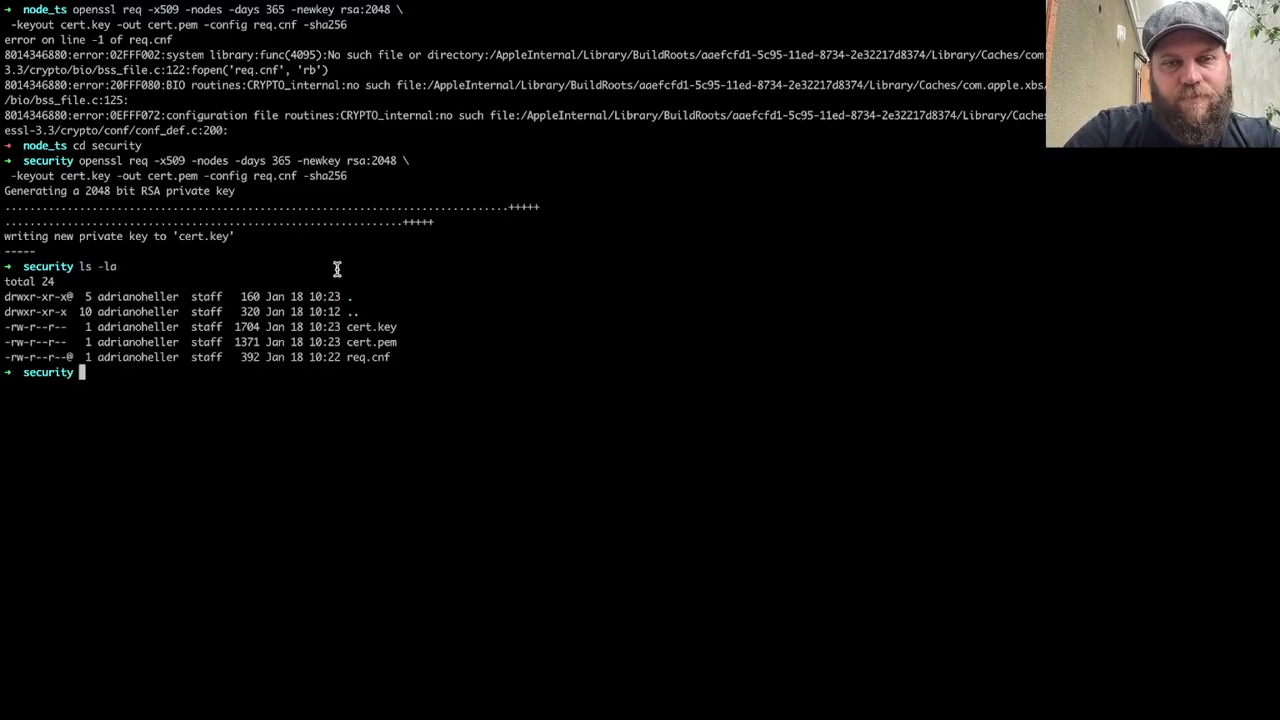 ➜ node_ts openssl req -x509 -nodes -days 365 -newkey rsa:2048 \
-keyout cert.key -out cert.pem -config req.cnf -sha256
error on line -1 of req.cnf
8014346880:error:02FFF002:system library:func(4095):No such file or directory:/AppleInternal/Library/BuildRoots/aaefcfd1-5c95-11ed-8734-2e32217d8374/Library/Caches/com
3.3/crypto/bio/bss_file.c:122:fopen('req.cnf', 'rb')
8014346880:error:20FFF080:BIO routines:CRYPTO_internal:no such file:/AppleInternal/Library/BuildRoots/aaefcfd1-5c95-11ed-8734-2e32217d8374/Library/Caches/com.apple.xbs/
/bio/bss_file.c:125:
8014346880:error:0EFFF072:configuration file routines:CRYPTO_internal:no such file:/AppleInternal/Library/BuildRoots/aaefcfd1-5c95-11ed-8734-2e32217d8374/Library/Caches
essl-3.3/crypto/conf/conf_def.c:200:
➜ node_ts cd security
➜ security openssl req -x509 -nodes -days 365 -newkey rsa:2048 \
-keyout cert.key -out cert.pem -config req.cnf -sha256
Generating a 2048 bit RSA private key
..................................................................................+++++
.................................................................+++++
writing new private key to 'cert.key'
-----
➜ security ls -la
total 24
drwxr-xr-x@ 5 adrianoheller staff 160 Jan 18 10:23 .
drwxr-xr-x 10 adrianoheller staff 320 Jan 18 10:12 ..
-rw-r--r-- 1 adrianoheller staff 1704 Jan 18 10:23 cert.key
-rw-r--r-- 1 adrianoheller staff 1371 Jan 18 10:23 cert.pem
-rw-r--r--@ 1 adrianoheller staff 392 Jan 18 10:22 req.cnf
➜ security